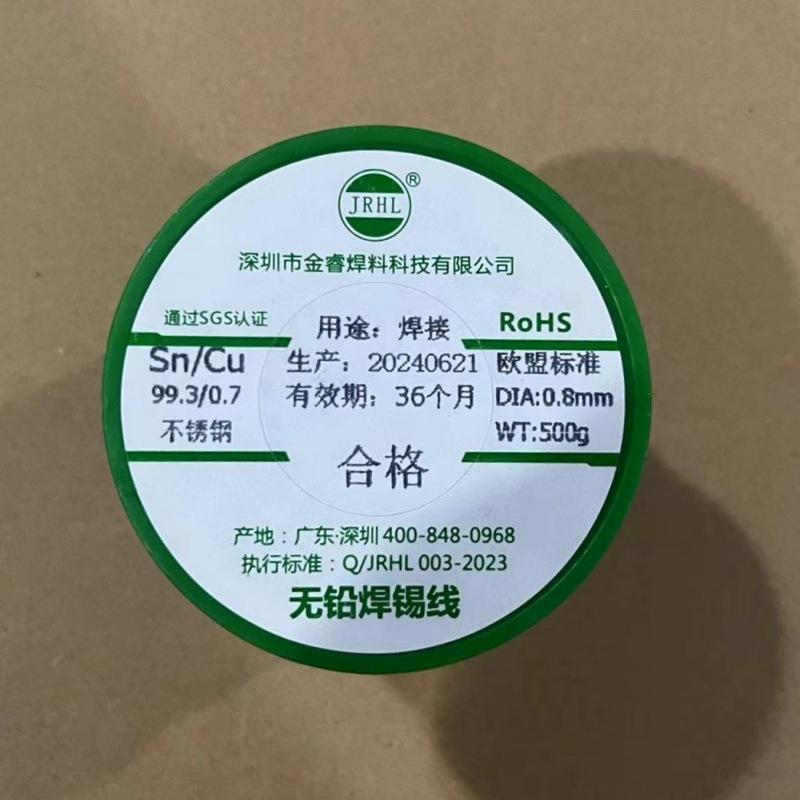 JRHL®
深圳市金睿焊料科技有限公司
通过SGS认证
用途：焊接
RoHS
Sn/Cu
生产：20240621
欧盟标准
99.3/0.7
有效期：36个月
DIA:0.8mm
不锈钢
WT:500g
合格
产地：广东·深圳 400-848-0968
执行标准：Q/JRHL 003-2023
无铅焊锡线